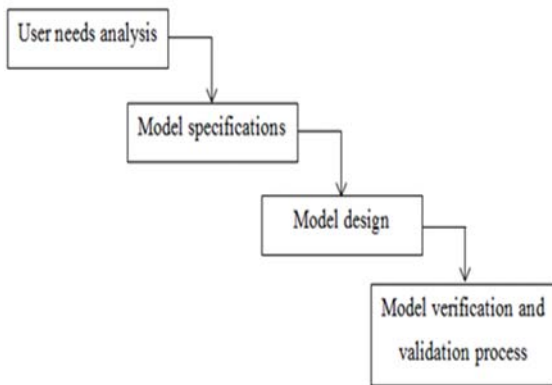 User needs analysis
Model specifications
Model design
Model verification and
validation process